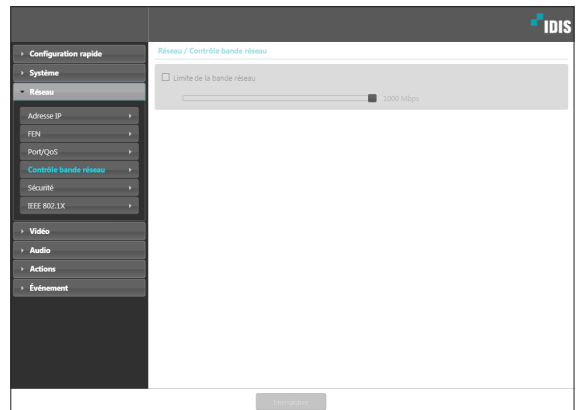 IDIS
Configuration rapide
Système
Réseau
Adresse IP
FEN
Port/QoS
Contrôle bande réseau
Sécurité
IEEE 802.1X
Vidéo
Audio
Actions
Événement
Réseau / Contrôle bande réseau
Limite de la bande réseau
1000 Mbps
Enregistrer